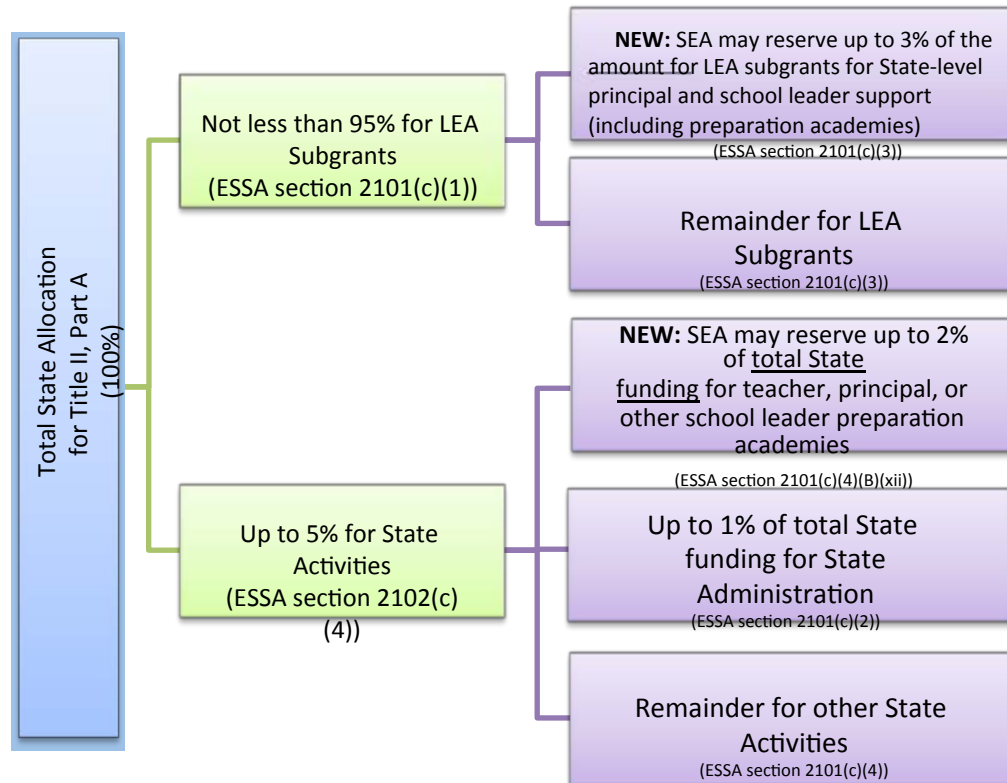 Total State Allocation
for Title II, Part A
(100%)
Not less than 95% for LEA
Subgrants
(ESSA section 2101(c)(1))
NEW: SEA may reserve up to 3% of the
amount for LEA subgrants for State-level
principal and school leader support
(including preparation academies)
(ESSA section 2101(c)(3))
Remainder for LEA
Subgrants
(ESSA section 2101(c)(3))
Up to 5% for State
Activities
(ESSA section 2102(c)
(4))
NEW: SEA may reserve up to 2%
of total State
funding for teacher, principal, or
other school leader preparation
academies
(ESSA section 2101(c)(4)(B)(xii))
Up to 1% of total State
funding for State
Administration
(ESSA section 2101(c)(2))
Remainder for other State
Activities
(ESSA section 2101(c)(4))